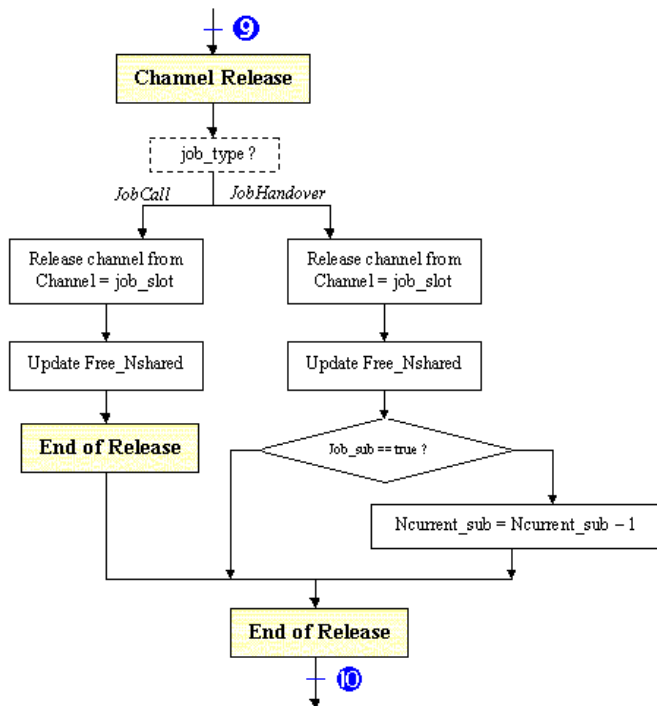 9
Channel Release
job_type ?
JobCall
JobHandover
Release channel from
Channel = job_slot
Release channel from
Channel = job_slot
Update Free_Nshared
Update Free_Nshared
End of Release
Job_sub == true ?
Ncurrent_sub = Ncurrent_sub – 1
End of Release
10